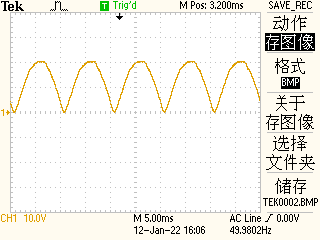 Tek T Trig'd M Pos: 3.200ms SAVE_REC
动作
存图像
格式
BMP
关于
存图像
选择
文件夹
储存
TEK0002.BMP
1
CH1 10.0V M 5.00ms AC Line / 0.00V
12-Jan-22 16:06 49.9802Hz